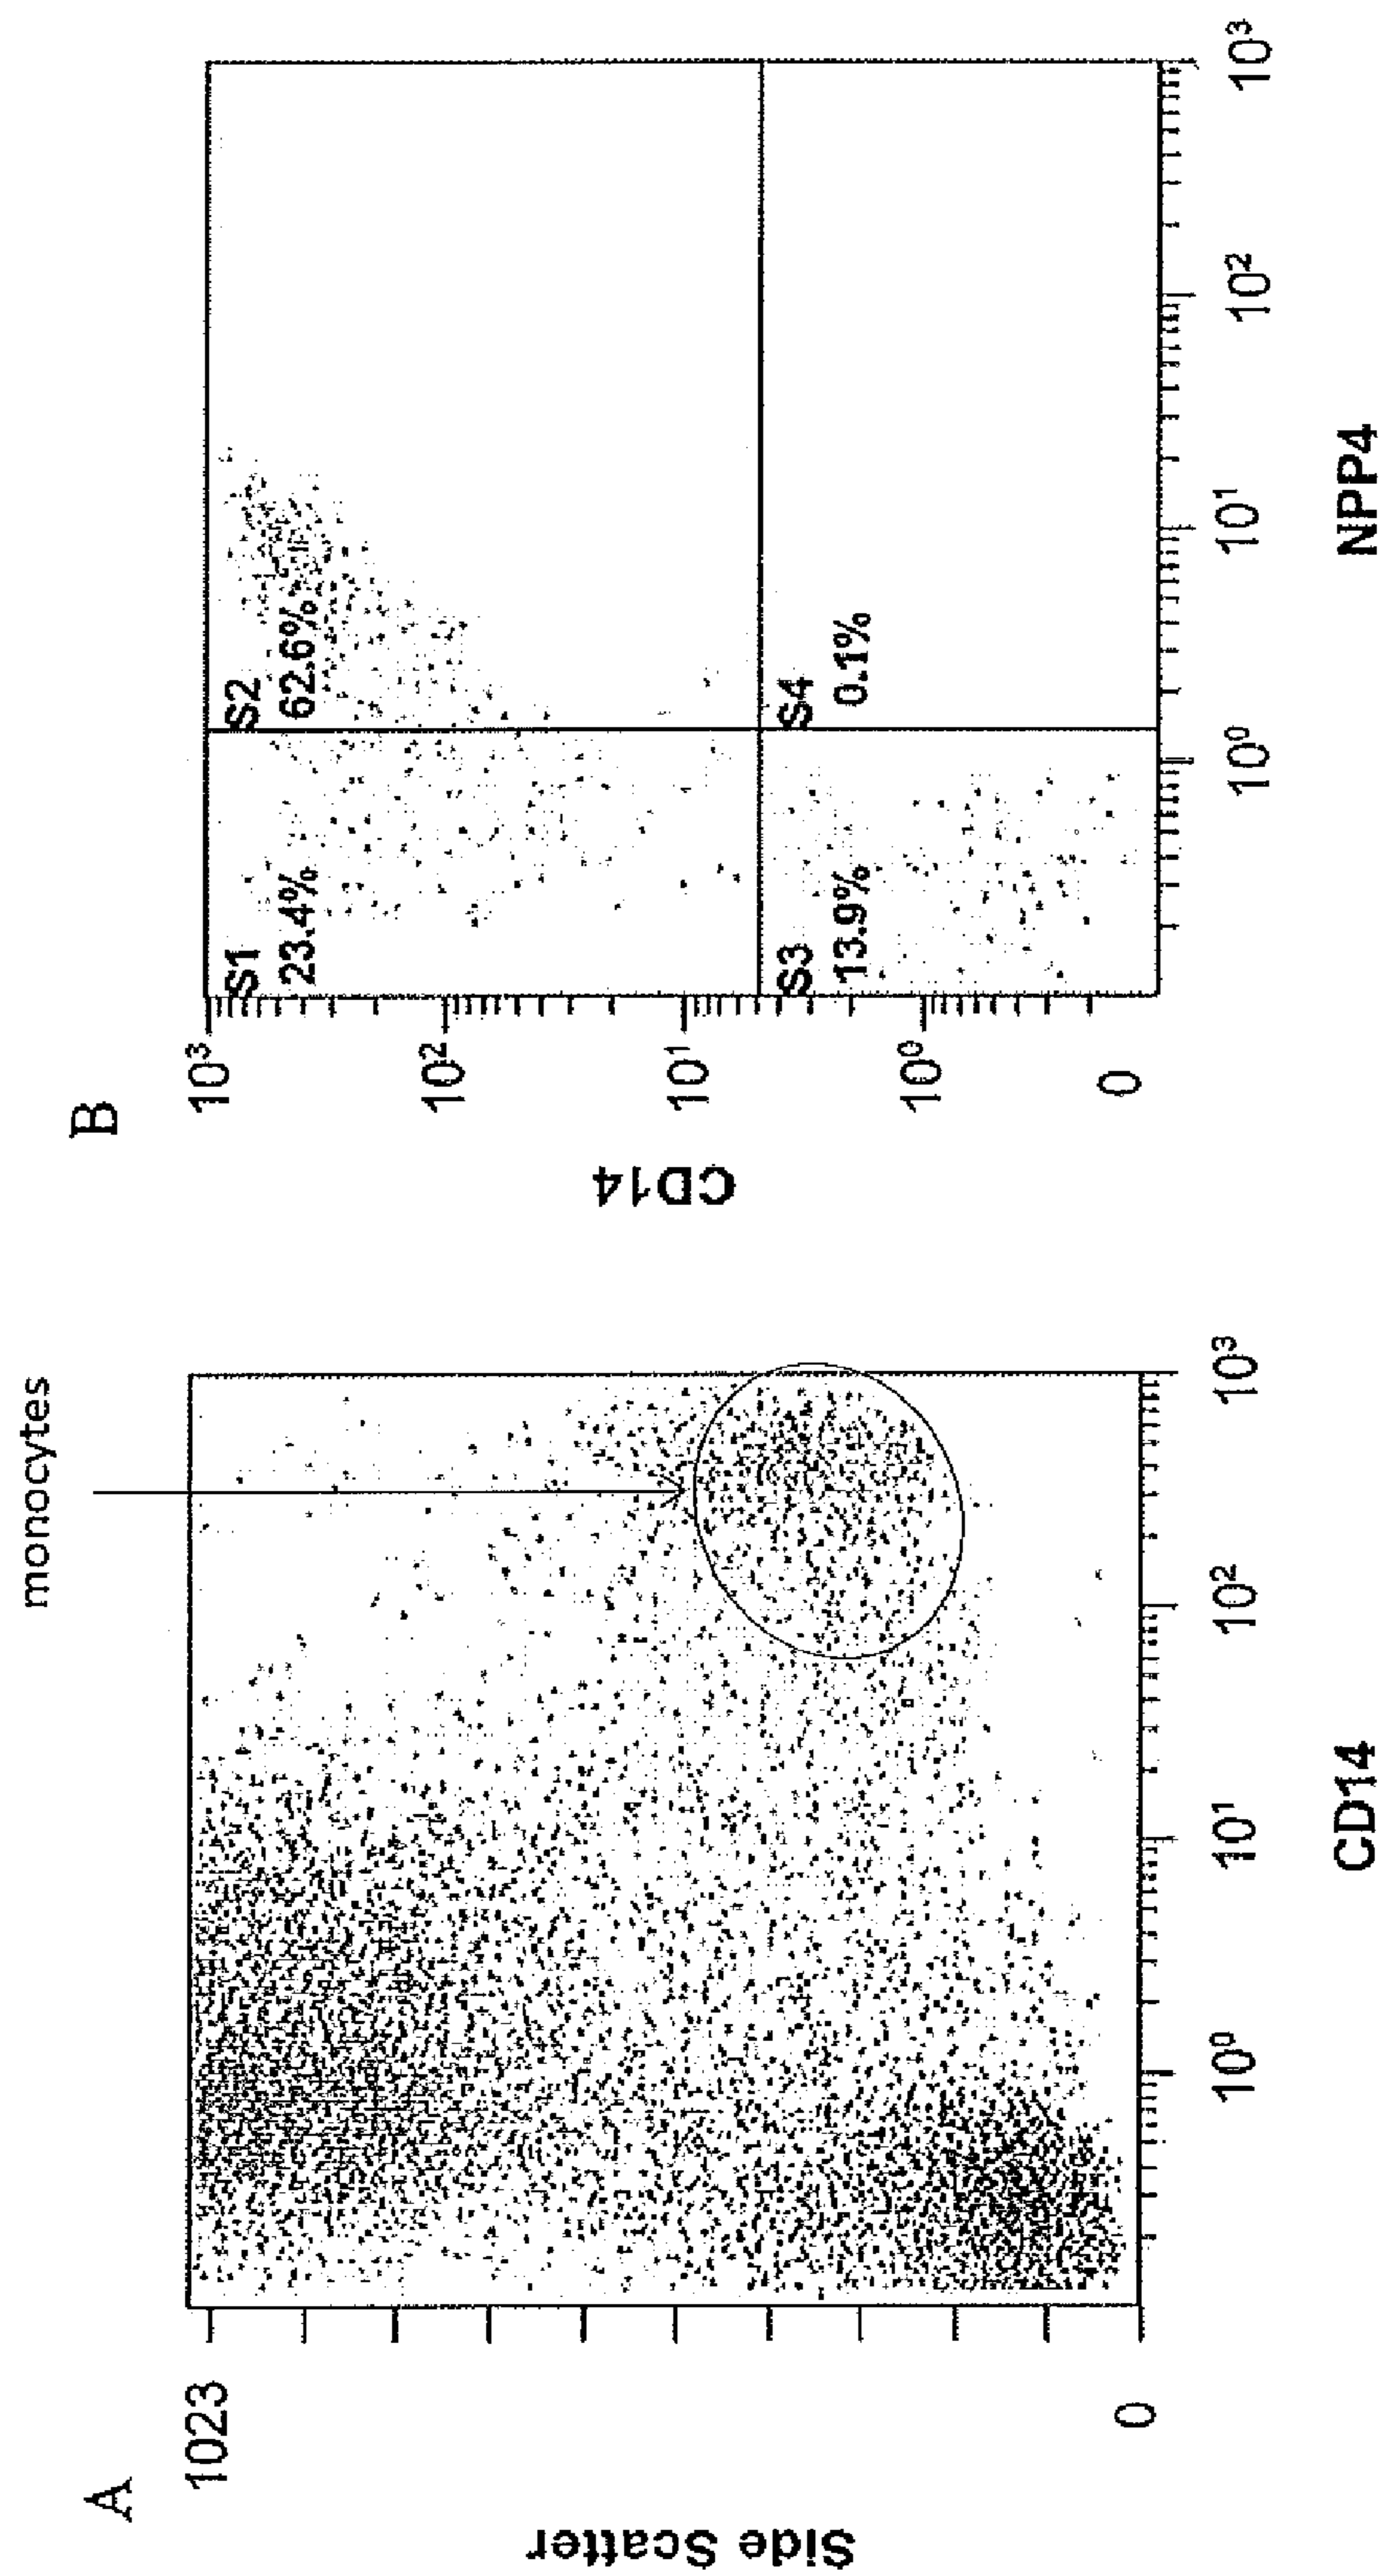 A
monocytes
1023
0
Side Scatter
10⁰
10¹
10²
10³
CD14
B
10³
10²
10¹
10⁰
0
CD14
S1
23.4%
S2
62.6%
S3
13.9%
S4
0.1%
10⁰
10¹
10²
10³
NPP4